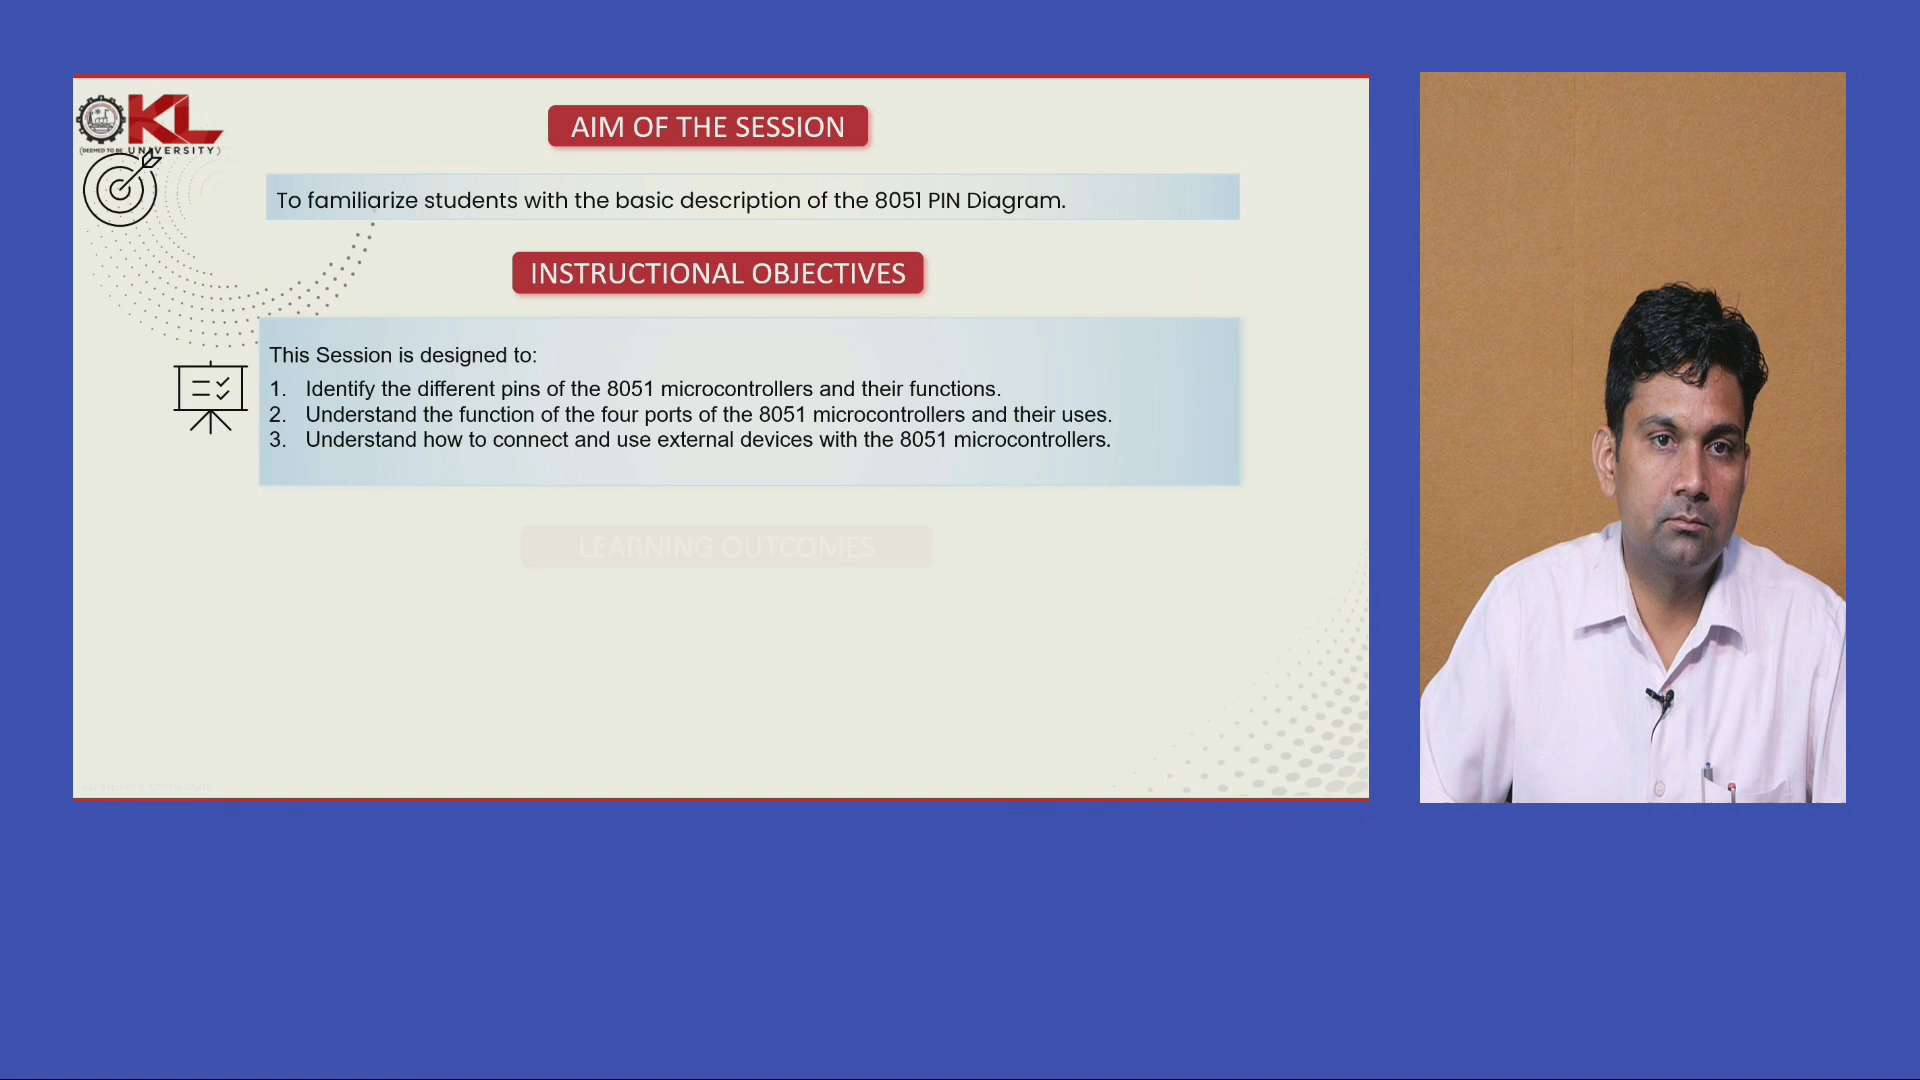 KL
(DEEMED TO BE UNIVERSITY)
AIM OF THE SESSION
To familiarize students with the basic description of the 8051 PIN Diagram.
INSTRUCTIONAL OBJECTIVES
This Session is designed to:
1. Identify the different pins of the 8051 microcontrollers and their functions.
2. Understand the function of the four ports of the 8051 microcontrollers and their uses.
3. Understand how to connect and use external devices with the 8051 microcontrollers.
LEARNING OUTCOMES